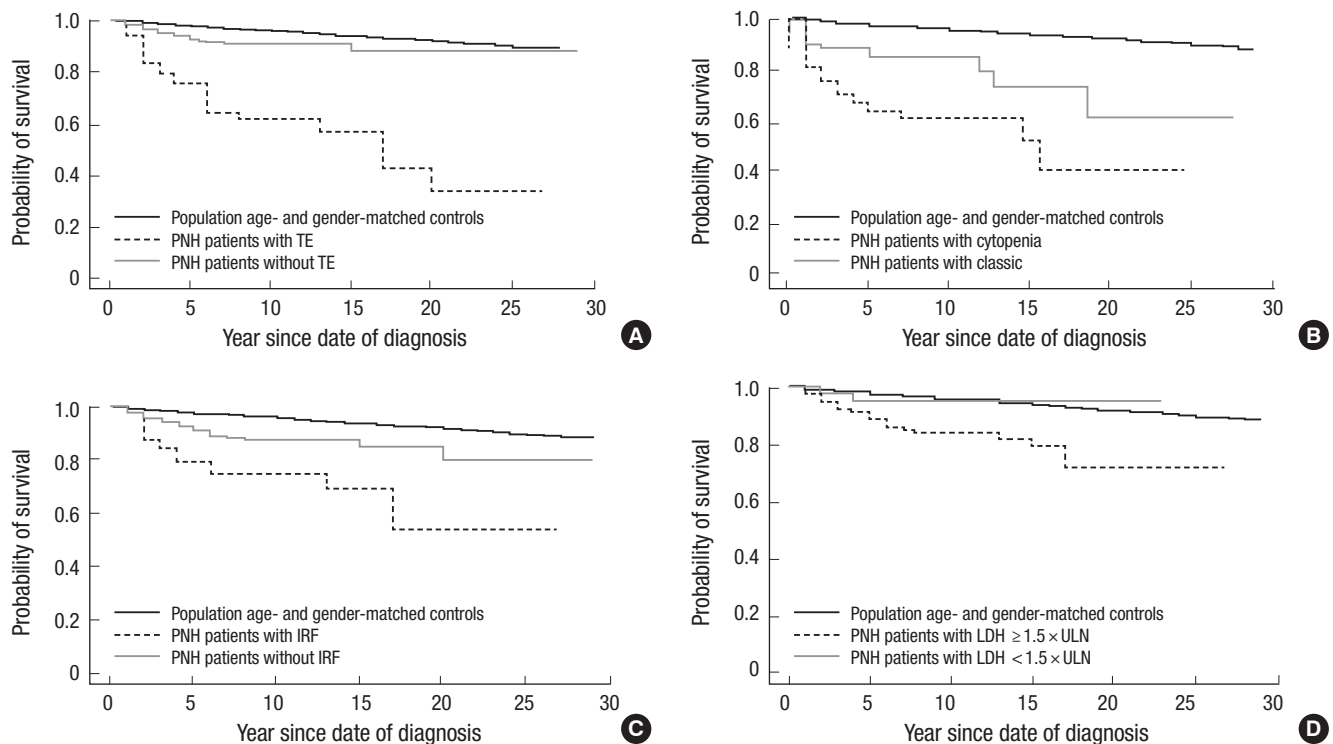 Probability of survival
1.0
0.8
0.6
0.4
0.2
0
Population age- and gender-matched controls
PNH patients with TE
PNH patients without TE
0 5 10 15 20 25 30
Year since date of diagnosis
A
Probability of survival
1.0
0.8
0.6
0.4
0.2
0
Population age- and gender-matched controls
PNH patients with cytopenia
PNH patients with classic
0 5 10 15 20 25 30
Year since date of diagnosis
B
Probability of survival
1.0
0.8
0.6
0.4
0.2
0
Population age- and gender-matched controls
PNH patients with IRF
PNH patients without IRF
0 5 10 15 20 25 30
Year since date of diagnosis
C
Probability of survival
1.0
0.8
0.6
0.4
0.2
0
Population age- and gender-matched controls
PNH patients with LDH ≥1.5×ULN
PNH patients with LDH <1.5×ULN
0 5 10 15 20 25 30
Year since date of diagnosis
D